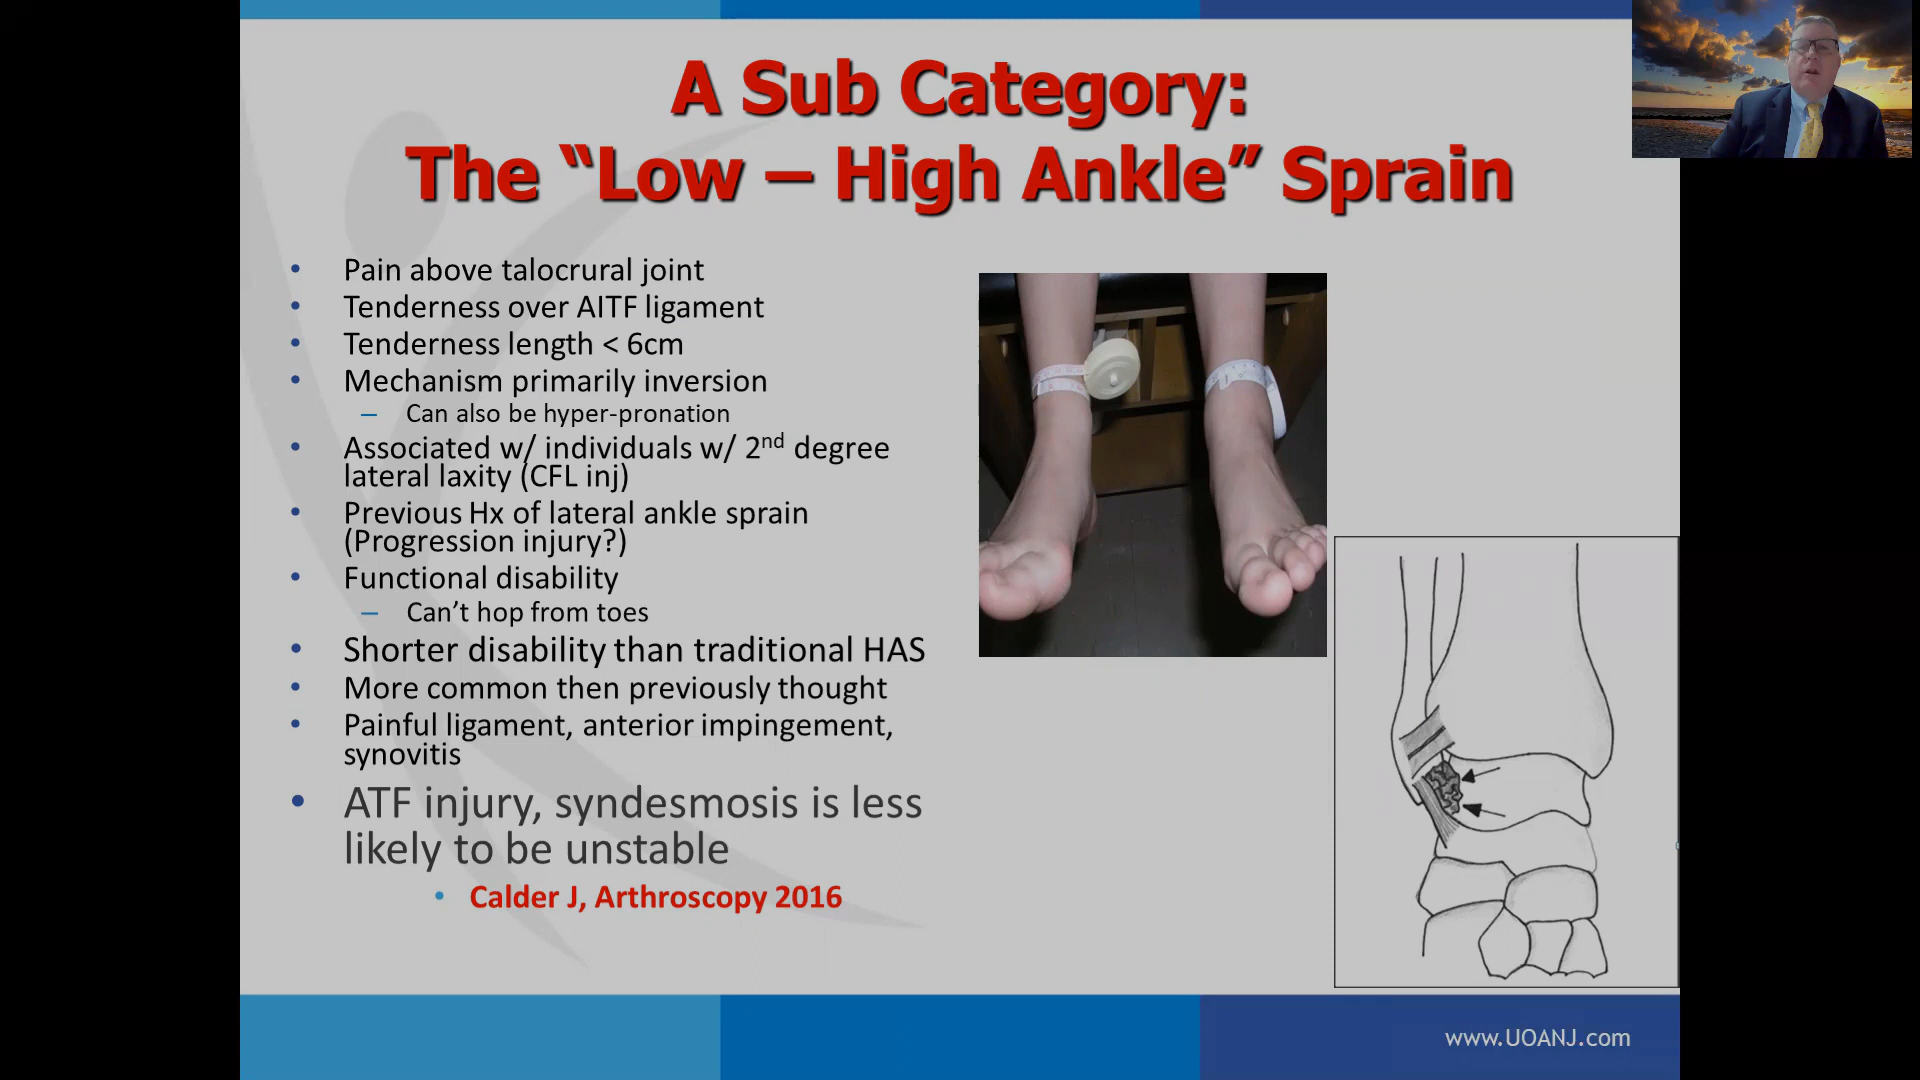 A Sub Category:
The “Low – High Ankle” Sprain
• Pain above talocrural joint
• Tenderness over AITF ligament
• Tenderness length < 6cm
• Mechanism primarily inversion
– Can also be hyper-pronation
• Associated w/ individuals w/ 2nd degree
lateral laxity (CFL inj)
• Previous Hx of lateral ankle sprain
(Progression injury?)
• Functional disability
– Can’t hop from toes
• Shorter disability than traditional HAS
• More common then previously thought
• Painful ligament, anterior impingement,
synovitis
• ATF injury, syndesmosis is less
likely to be unstable
• Calder J, Arthroscopy 2016
www.UOANJ.com